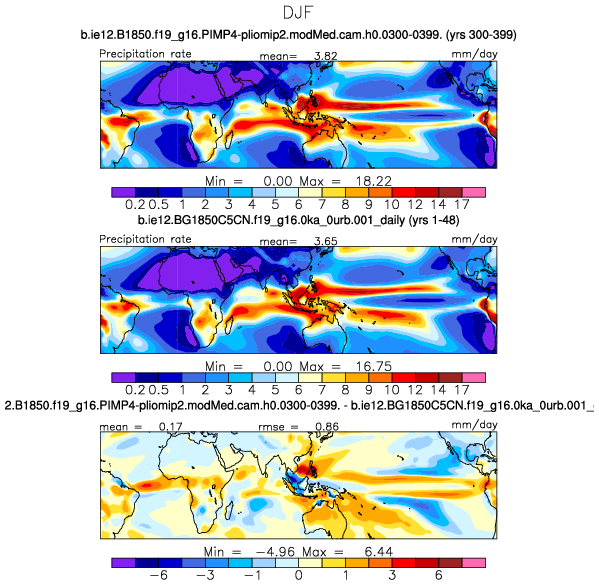 DJF
b.ie12.B1850.f19_g16.PIMP4-pliomip2.modMed.cam.h0.0300-0399. (yrs 300-399)
Precipitation rate mean= 3.82 mm/day
Min = 0.00 Max = 18.22
0.2 0.5 1 2 3 4 5 6 7 8 9 10 12 14 17
b.ie12.BG1850C5CN.f19_g16.0ka_0urb.001_daily (yrs 1-48)
Precipitation rate mean= 3.65 mm/day
Min = 0.00 Max = 16.75
0.2 0.5 1 2 3 4 5 6 7 8 9 10 12 14 17
2.B1850.f19_g16.PIMP4-pliomip2.modMed.cam.h0.0300-0399. - b.ie12.BG1850C5CN.f19_g16.0ka_0urb.001_
mean = 0.17 rmse = 0.86 mm/day
Min = -4.96 Max = 6.44
-6 -3 -1 0 1 3 6